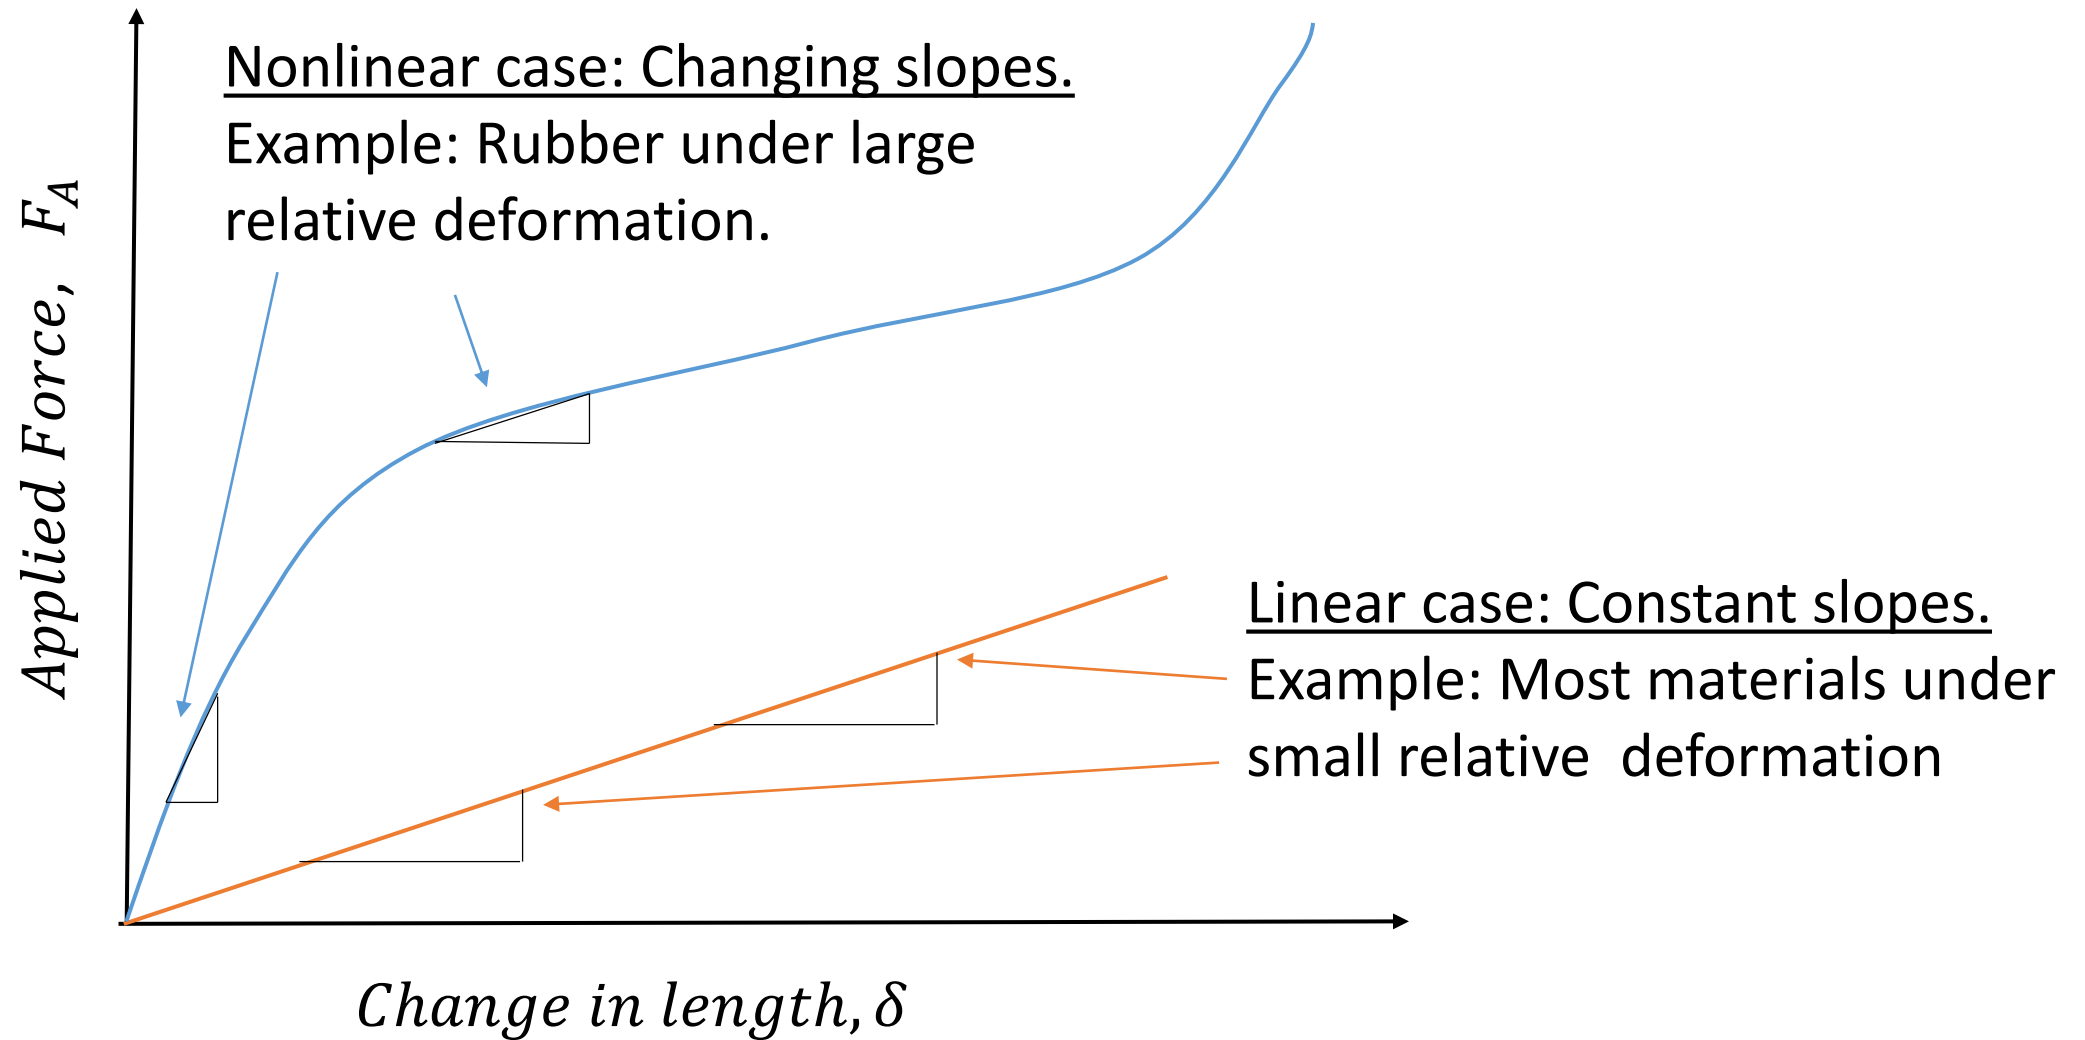 Nonlinear case: Changing slopes.
Example: Rubber under large
relative deformation.
Applied Force, F_A
Linear case: Constant slopes.
Example: Most materials under
small relative  deformation
Change in length, δ